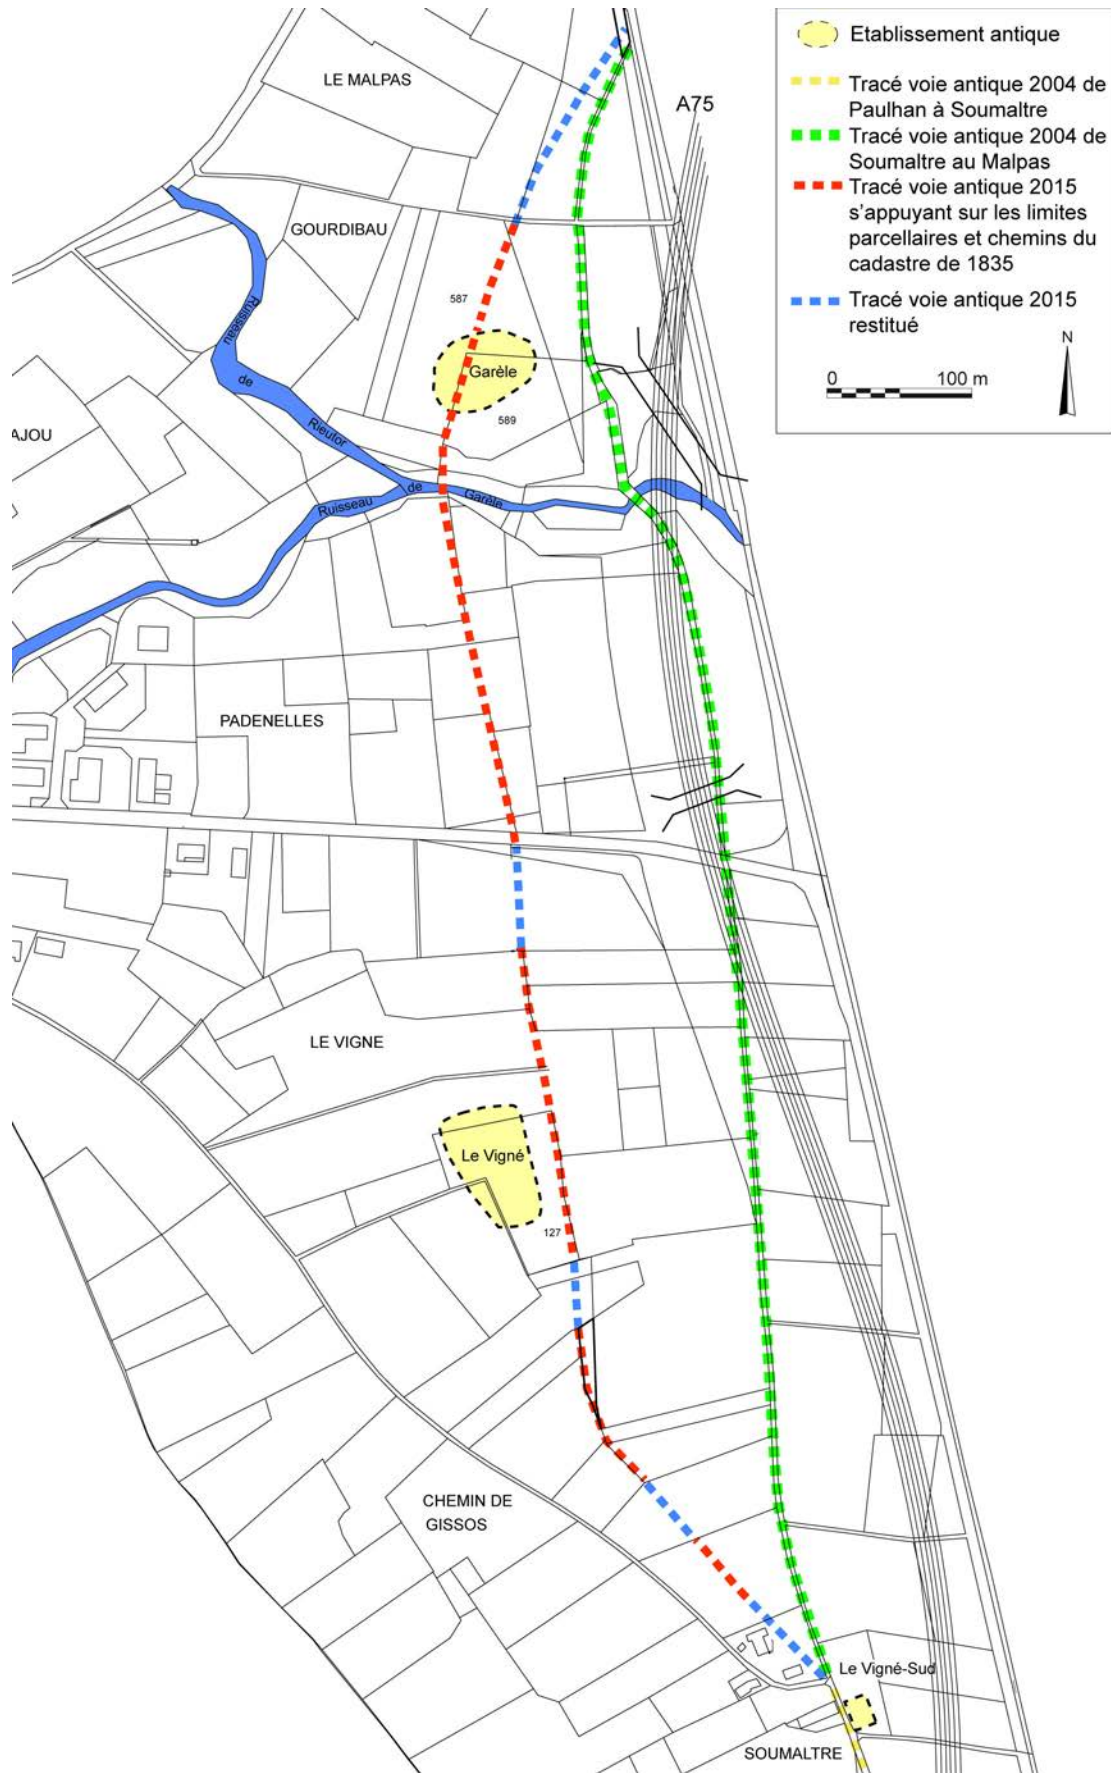 Etablissement antique
Tracé voie antique 2004 de
Paulhan à Soumaltre
Tracé voie antique 2004 de
Soumaltre au Malpas
Tracé voie antique 2015
s'appuyant sur les limites
parcellaires et chemins du
cadastre de 1835
Tracé voie antique 2015
restitué
N
0 100 m
LE MALPAS
A75
GOURDIBAU
587
Ruisseau
de
Rieutor
Garèle
589
AJOU
Ruisseau
de
Garèle
PADENELLES
LE VIGNE
Le Vigné
127
CHEMIN DE
GISSOS
Le Vigné-Sud
SOUMALTRE